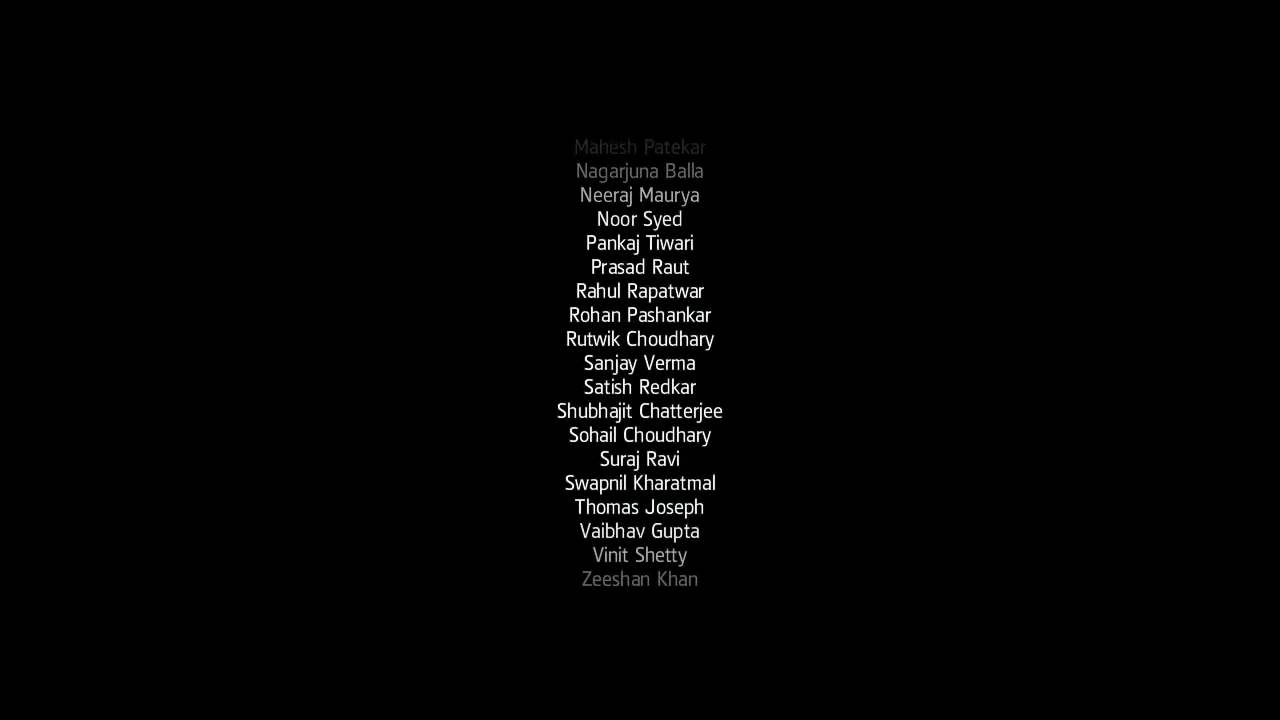 Mahesh Patekar
Nagarjuna Balla
Neeraj Maurya
Noor Syed
Pankaj Tiwari
Prasad Raut
Rahul Rapatwar
Rohan Pashankar
Rutwik Choudhary
Sanjay Verma
Satish Redkar
Shubhajit Chatterjee
Sohail Choudhary
Suraj Ravi
Swapnil Kharatmal
Thomas Joseph
Vaibhav Gupta
Vinit Shetty
Zeeshan Khan